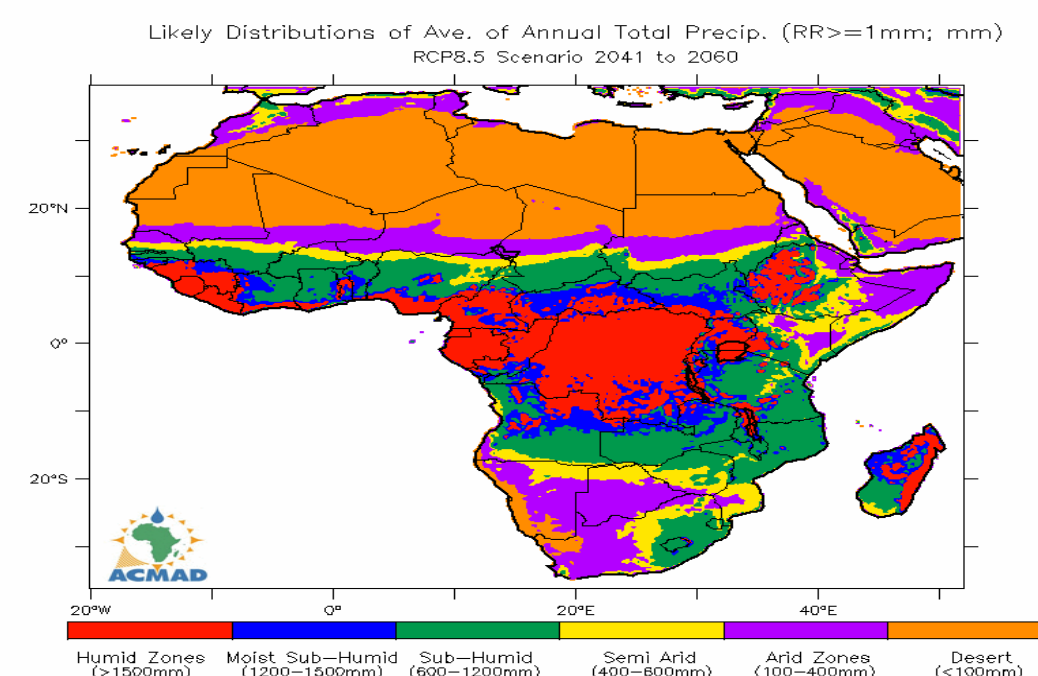 Likely Distributions of Ave. of Annual Total Precip. (RR>=1mm; mm)
RCP8.5 Scenario 2041 to 2060
20°N
0°
20°S
ACMAD
20°W 0° 20°E 40°E
Humid Zones Moist Sub-Humid Sub-Humid Semi Arid Arid Zones Desert
(>1500mm) (1200-1500mm) (600-1200mm) (400-600mm) (100-400mm) (<100mm)